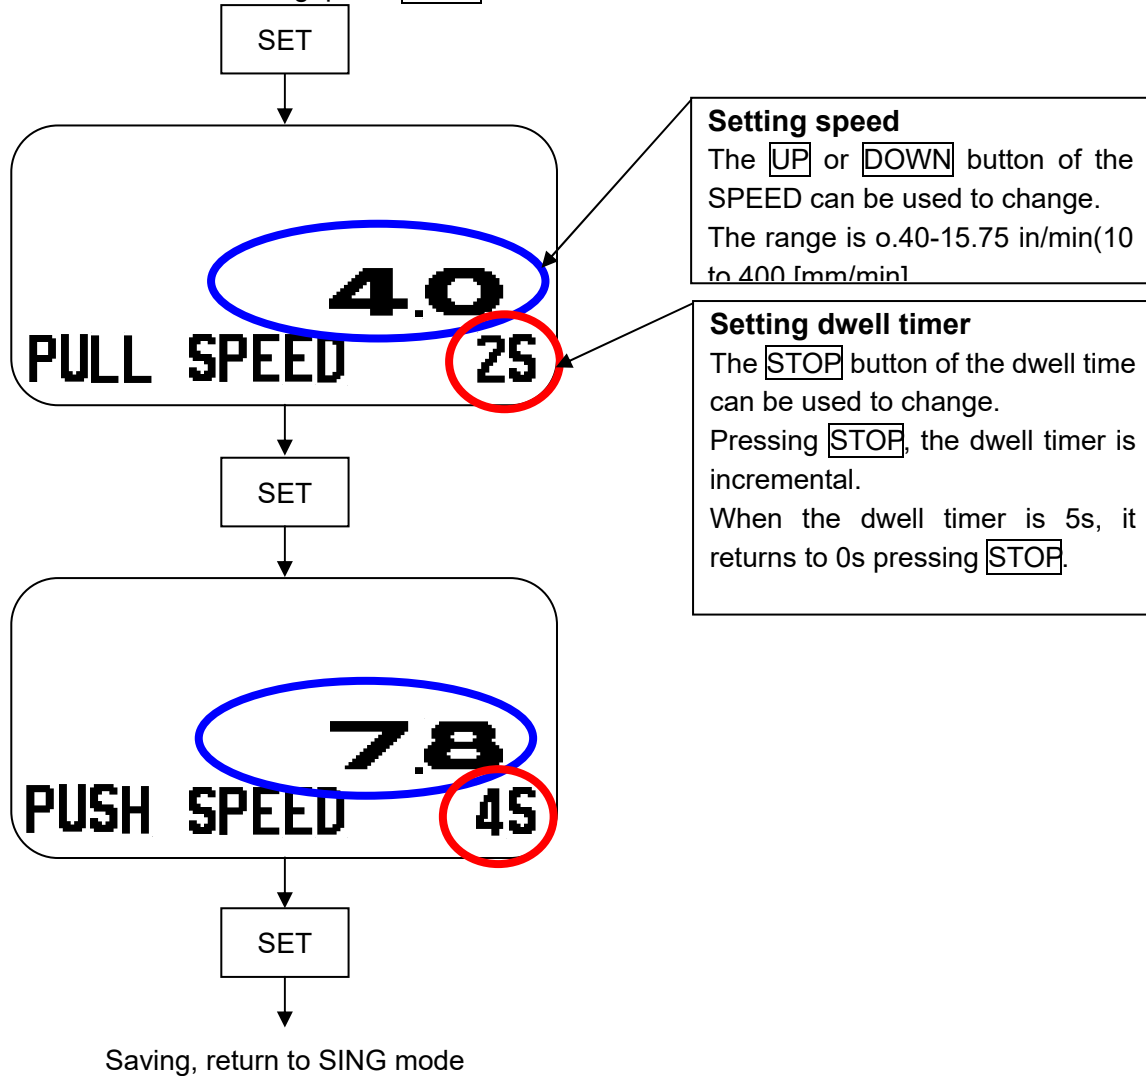 SET
Setting speed
The UP or DOWN button of the
SPEED can be used to change.
The range is o.40-15.75 in/min(10
to 400 [mm/min]
4.0
PULL SPEED 2S
Setting dwell timer
The STOP button of the dwell time
can be used to change.
Pressing STOP, the dwell timer is
incremental.
When the dwell timer is 5s, it
returns to 0s pressing STOP.
SET
7.8
PUSH SPEED 4S
SET
Saving, return to SING mode